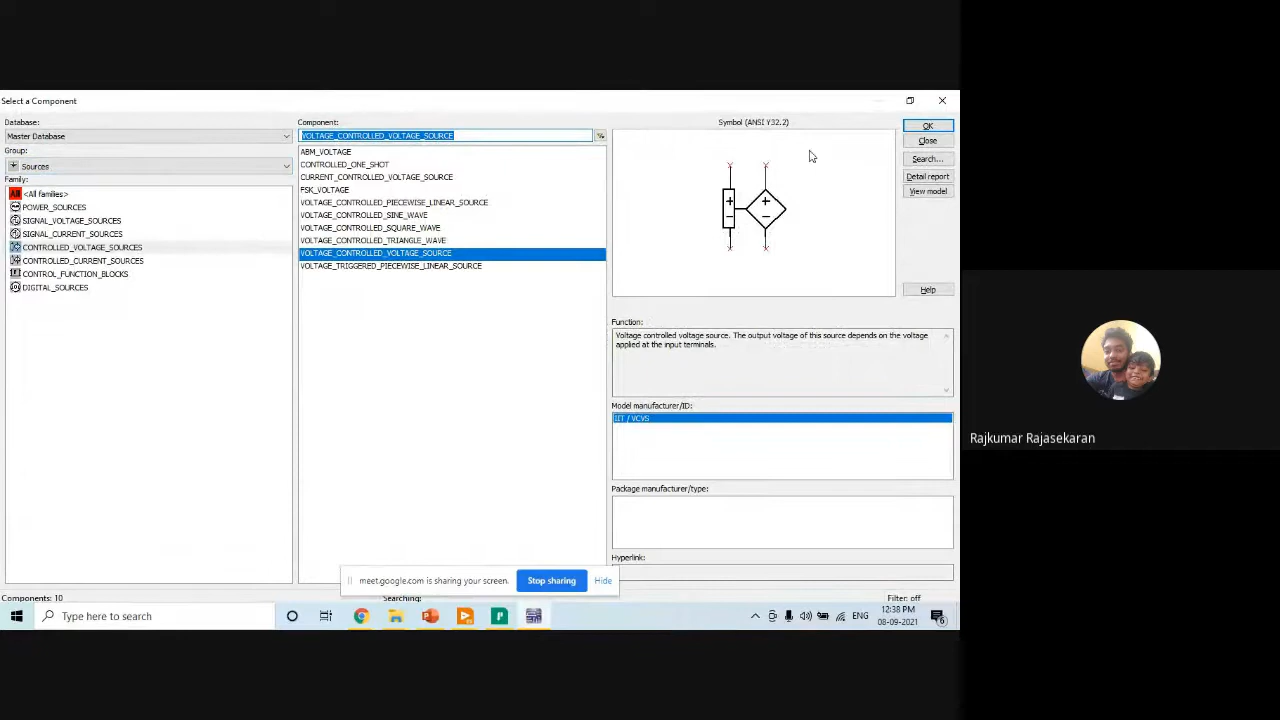 Select a Component
Database:
Master Database
Group:
Sources
Family:
All <All families>
POWER_SOURCES
SIGNAL_VOLTAGE_SOURCES
SIGNAL_CURRENT_SOURCES
CONTROLLED_VOLTAGE_SOURCES
CONTROLLED_CURRENT_SOURCES
CONTROL_FUNCTION_BLOCKS
DIGITAL_SOURCES
Components: 10
Component:
VOLTAGE_CONTROLLED_VOLTAGE_SOURCE
ABM_VOLTAGE
CONTROLLED_ONE_SHOT
CURRENT_CONTROLLED_VOLTAGE_SOURCE
FSK_VOLTAGE
VOLTAGE_CONTROLLED_PIECEWISE_LINEAR_SOURCE
VOLTAGE_CONTROLLED_SINE_WAVE
VOLTAGE_CONTROLLED_SQUARE_WAVE
VOLTAGE_CONTROLLED_TRIANGLE_WAVE
VOLTAGE_CONTROLLED_VOLTAGE_SOURCE
VOLTAGE_TRIGGERED_PIECEWISE_LINEAR_SOURCE
Searching:
Symbol (ANSI Y32.2)
OK
Close
Search...
Detail report
View model
Help
Function:
Voltage controlled voltage source. The output voltage of this source depends on the voltage
applied at the input terminals.
Model manufacturer/ID:
IIT / VCVS
Package manufacturer/type:
Hyperlink:
Filter: off
meet.google.com is sharing your screen.
Stop sharing
Hide
Type here to search
ENG
12:38 PM
08-09-2021
6
Rajkumar Rajasekaran